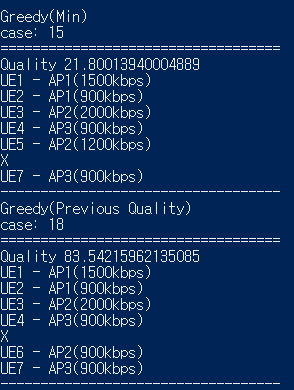 Greedy(Min)
case: 15
===================================
Quality 21.80013940004889
UE1 - AP1(1500kbps)
UE2 - AP1(900kbps)
UE3 - AP2(2000kbps)
UE4 - AP3(900kbps)
UE5 - AP2(1200kbps)
X
UE7 - AP3(900kbps)
-----------------------------------
Greedy(Previous Quality)
case: 18
===================================
Quality 83.54215962135085
UE1 - AP1(1500kbps)
UE2 - AP1(900kbps)
UE3 - AP2(2000kbps)
UE4 - AP3(900kbps)
X
UE6 - AP2(900kbps)
UE7 - AP3(900kbps)
-----------------------------------